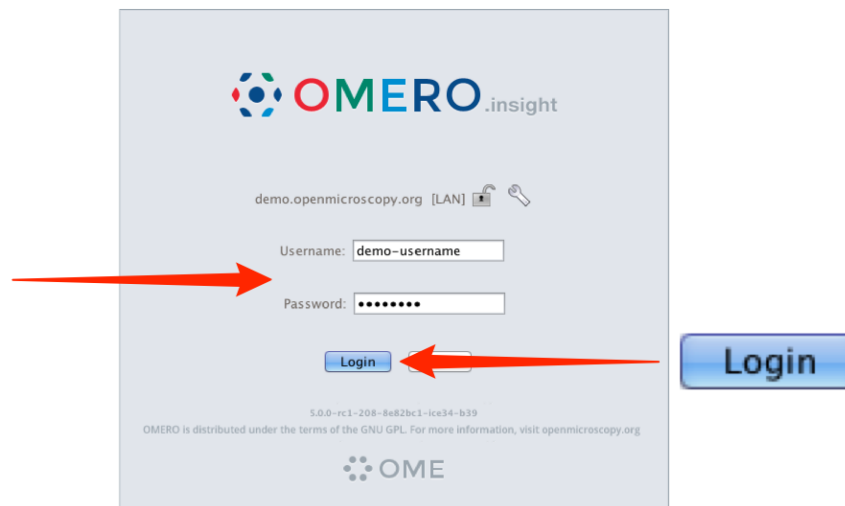 OMERO.insight
demo.openmicroscopy.org [LAN]
Username: demo-username
Password: ••••••••
Login
Login
5.0.0-rc1-208-8e82bc1-ice34-b39
OMERO is distributed under the terms of the GNU GPL. For more information, visit openmicroscopy.org
OME